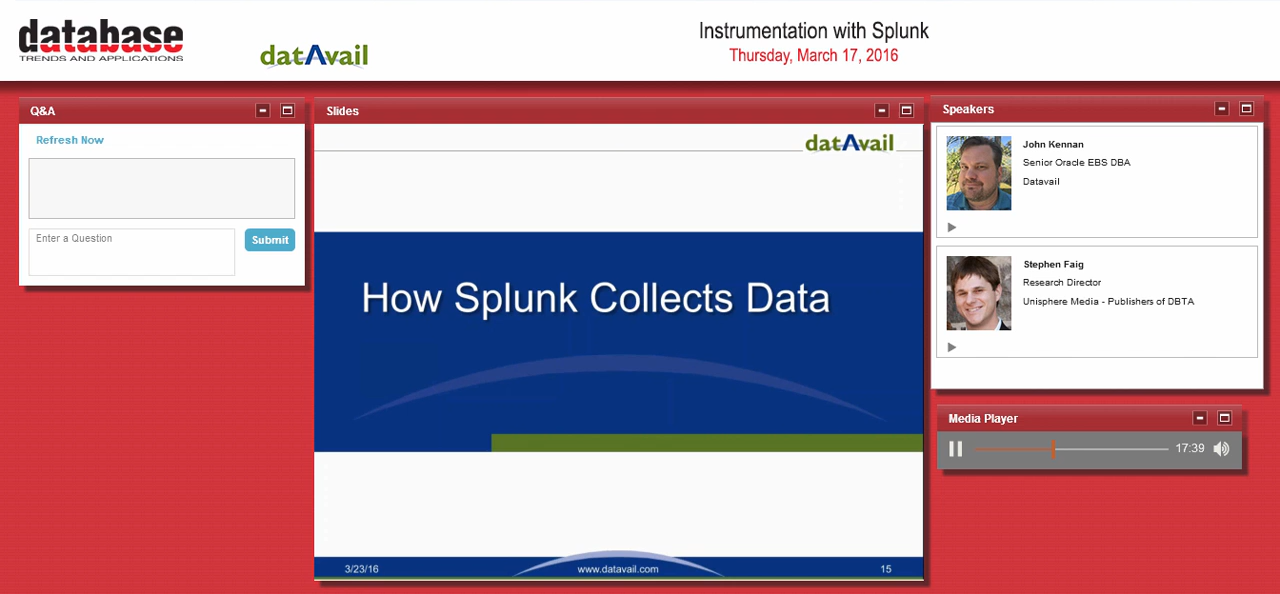 database
TRENDS AND APPLICATIONS
datAvail
Instrumentation with Splunk
Thursday, March 17, 2016
Q&A
Refresh Now
Enter a Question
Submit
Slides
datAvail
How Splunk Collects Data
3/23/16
www.datavail.com
15
Speakers
John Kennan
Senior Oracle EBS DBA
Datavail
Stephen Faig
Research Director
Unisphere Media - Publishers of DBTA
Media Player
17:39